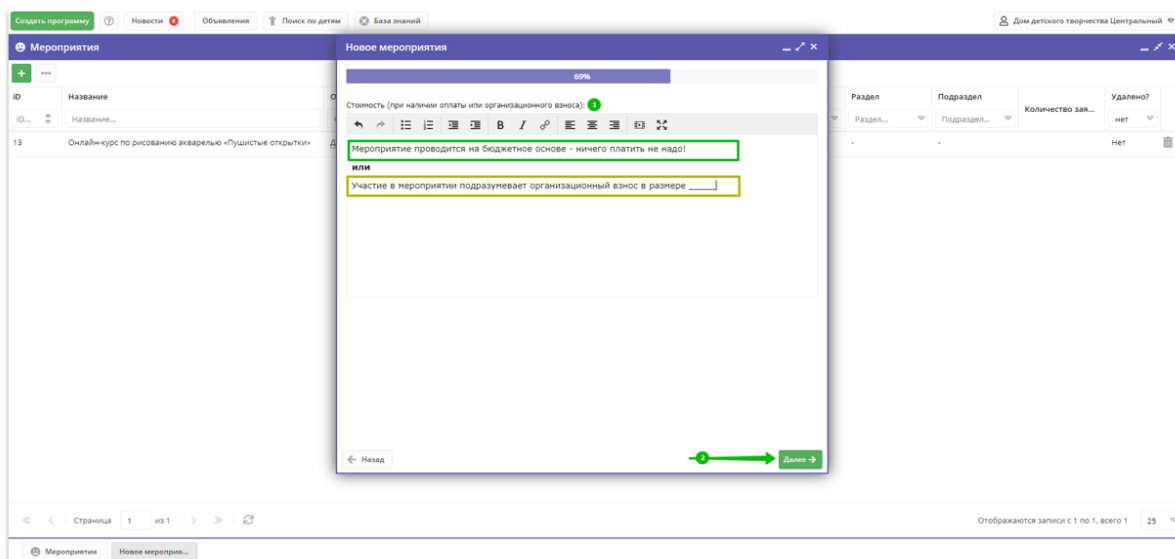 Создать программу
Новости 6
Объявления
Поиск по детям
База знаний
Дом детского творчества Центральный
Мероприятия
Новое мероприятия
69%
iD
Название
Раздел
Подраздел
Количество зая...
Удалено?
iD...
Название...
Раздел...
Подраздел...
нет
13
Онлайн-курс по рисованию акварелью «Пушистые открытки»
-
-
Нет
Стоимость (при наличии оплаты или организационного взноса): 1
Мероприятие проводится на бюджетное основе - ничего платить не надо!
или
Участие в мероприятии подразумевает организационный взнос в размере _____
Назад
2
Далее
Страница 1 из 1
Отображаются записи с 1 по 1, всего 1
25
Мероприятия
Новое меропрпия...